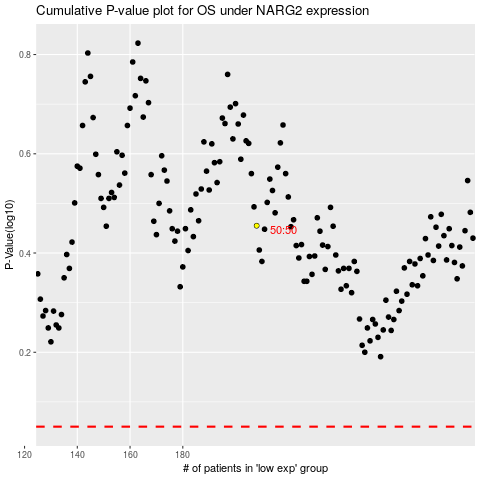 Cumulative P-value plot for OS under NARG2 expression
P-Value(log10)
0.8
0.6
0.4
0.2
50:50
120 140 160 180
# of patients in 'low exp' group